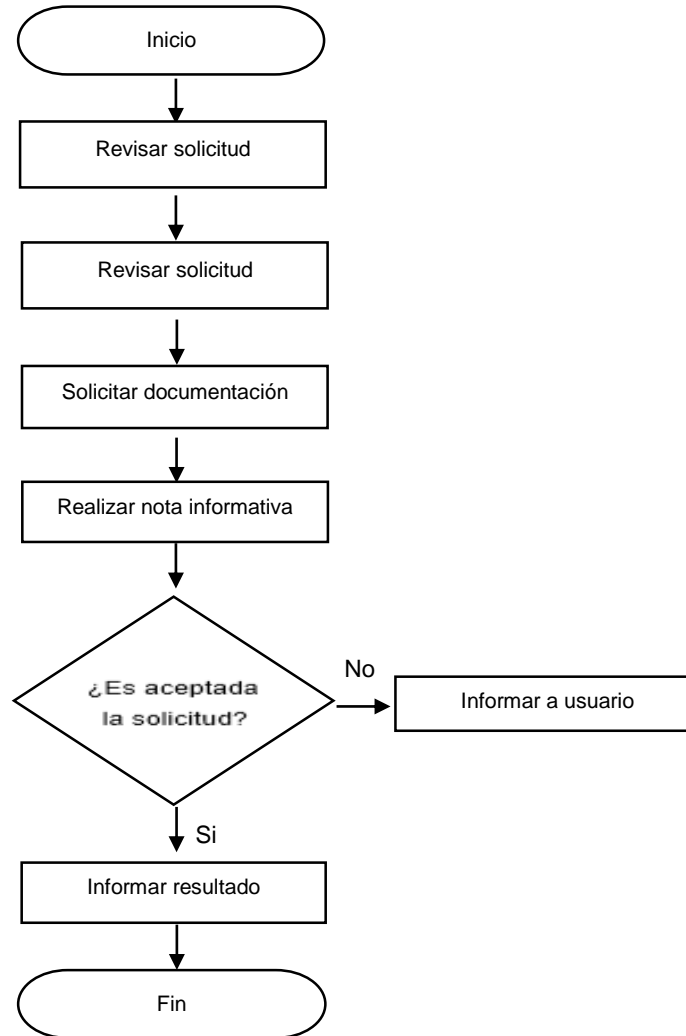 Inicio
Revisar solicitud
Revisar solicitud
Solicitar documentación
Realizar nota informativa
¿Es aceptada
la solicitud?
No
Informar a usuario
Si
Informar resultado
Fin